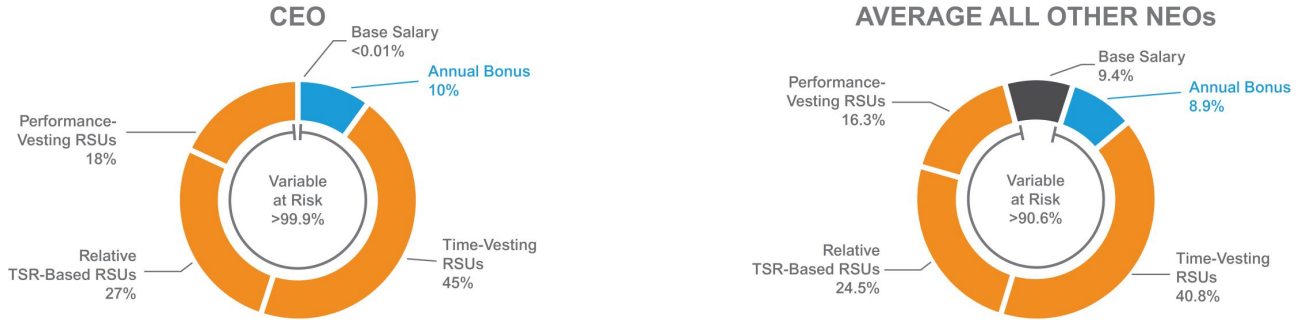 CEO
Base Salary
<0.01%
Annual Bonus
10%
Performance-
Vesting RSUs
18%
Variable
at Risk
>99.9%
Relative
TSR-Based RSUs
27%
Time-Vesting
RSUs
45%
AVERAGE ALL OTHER NEOs
Base Salary
9.4%
Annual Bonus
8.9%
Performance-
Vesting RSUs
16.3%
Variable
at Risk
>90.6%
Relative
TSR-Based RSUs
24.5%
Time-Vesting
RSUs
40.8%